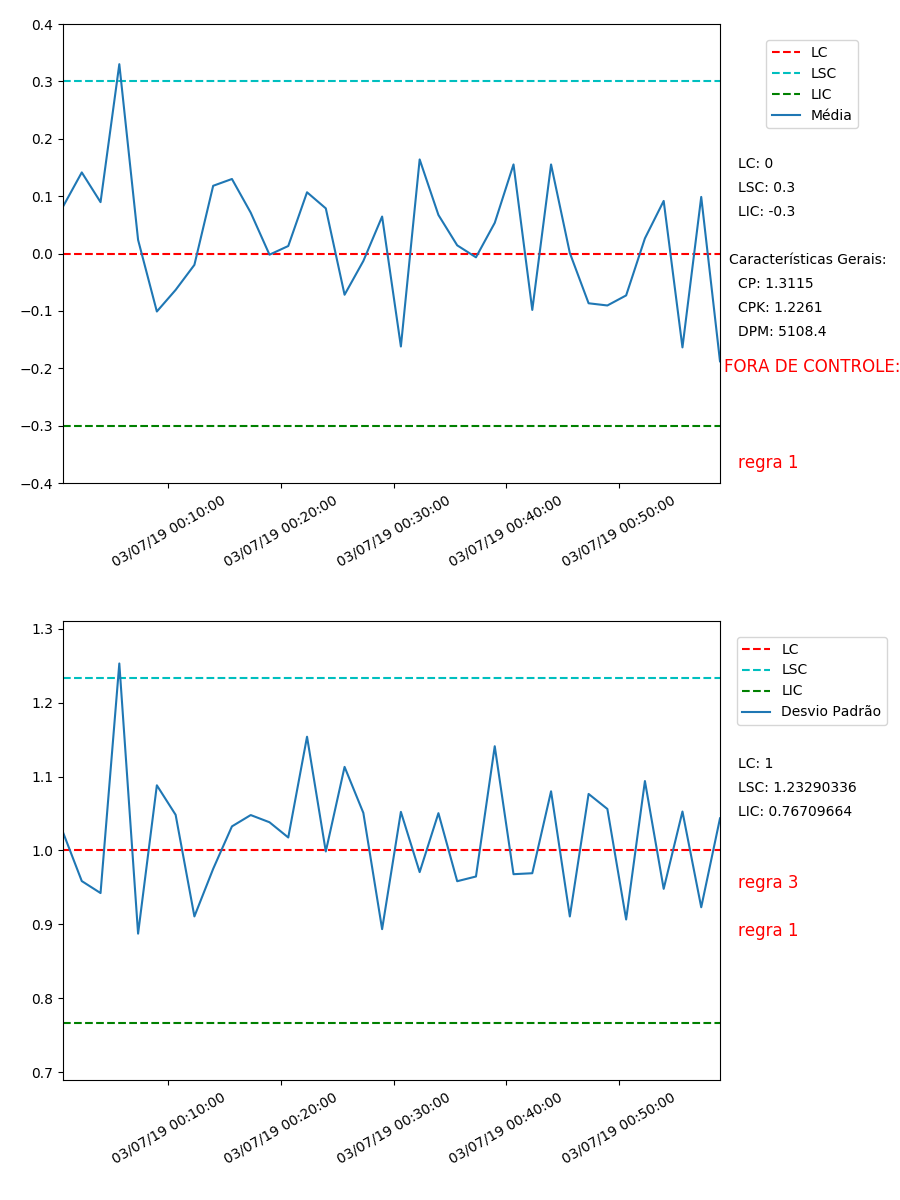 0.4
0.3
0.2
0.1
0.0
−0.1
−0.2
−0.3
−0.4
03/07/19 00:10:00
03/07/19 00:20:00
03/07/19 00:30:00
03/07/19 00:40:00
03/07/19 00:50:00
LC
LSC
LIC
Média
LC: 0
LSC: 0.3
LIC: -0.3
Características Gerais:
CP: 1.3115
CPK: 1.2261
DPM: 5108.4
FORA DE CONTROLE:
regra 1
1.3
1.2
1.1
1.0
0.9
0.8
0.7
03/07/19 00:10:00
03/07/19 00:20:00
03/07/19 00:30:00
03/07/19 00:40:00
03/07/19 00:50:00
LC
LSC
LIC
Desvio Padrão
LC: 1
LSC: 1.23290336
LIC: 0.76709664
regra 3
regra 1